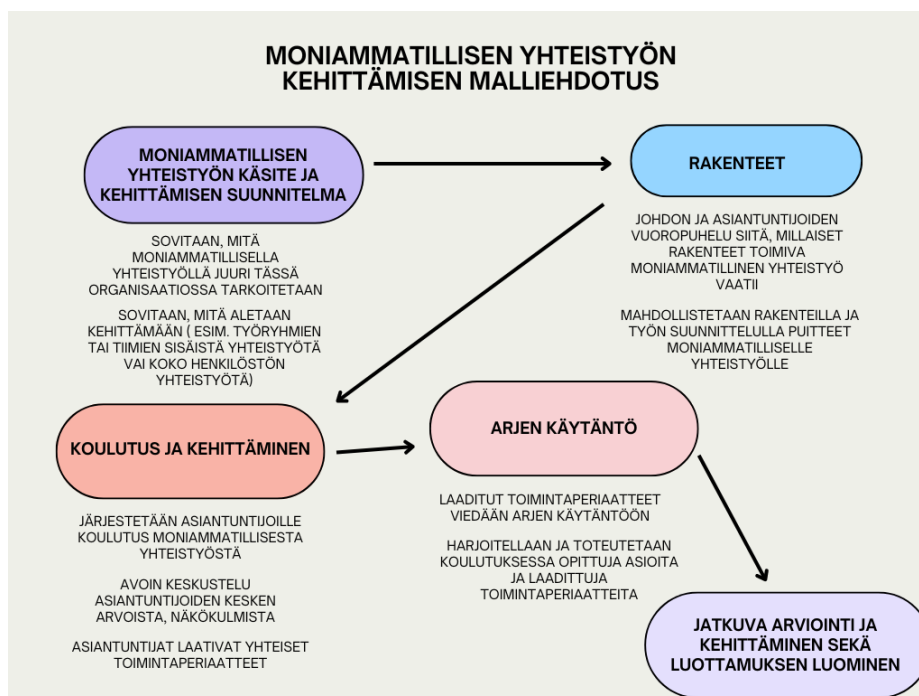 MONIAMMATILLISEN YHTEISTYÖN
KEHITTÄMISEN MALLIEHDOTUS
MONIAMMATILLISEN
YHTEISTYÖN KÄSITE JA
KEHITTÄMISEN SUUNNITELMA
SOVITAAN, MITÄ
MONIAMMATILLISELLA
YHTEISTYÖLLÄ JUURI TÄSSÄ
ORGANISAATIOSSA TARKOITETAAN
SOVITAAN, MITÄ ALETAAN
KEHITTÄMÄÄN ( ESIM. TYÖRYHMIEN
TAI TIIMIEN SISÄISTÄ YHTEISTYÖTÄ
VAI KOKO HENKILÖSTÖN
YHTEISTYÖTÄ)
RAKENTEET
JOHDON JA ASIANTUNTIJOIDEN
VUOROPUHELU SIITÄ, MILLAISET
RAKENTEET TOIMIVA
MONIAMMATILLINEN YHTEISTYÖ
VAATII
MAHDOLLISTETAAN RAKENTEILLA JA
TYÖN SUUNNITTELULLA PUITTEET
MONIAMMATILLISELLE
YHTEISTYÖLLE
KOULUTUS JA KEHITTÄMINEN
JÄRJESTETÄÄN ASIANTUNTIJOILLE
KOULUTUS MONIAMMATILLISESTA
YHTEISTYÖSTÄ
AVOIN KESKUSTELU
ASIANTUNTIJOIDEN KESKEN
ARVOISTA, NÄKÖKULMISTA
ASIANTUNTIJAT LAATIVAT YHTEISET
TOIMINTAPERIAATTEET
ARJEN KÄYTÄNTÖ
LAADITUT TOIMINTAPERIAATTEET
VIEDÄÄN ARJEN KÄYTÄNTÖÖN
HARJOITELLAAN JA TOTEUTETAAN
KOULUTUKSESSA OPITTUJA ASIOITA
JA LAADITTUJA
TOIMINTAPERIAATTEITA
JATKUVA ARVIOINTI JA
KEHITTÄMINEN SEKÄ
LUOTTAMUKSEN LUOMINEN